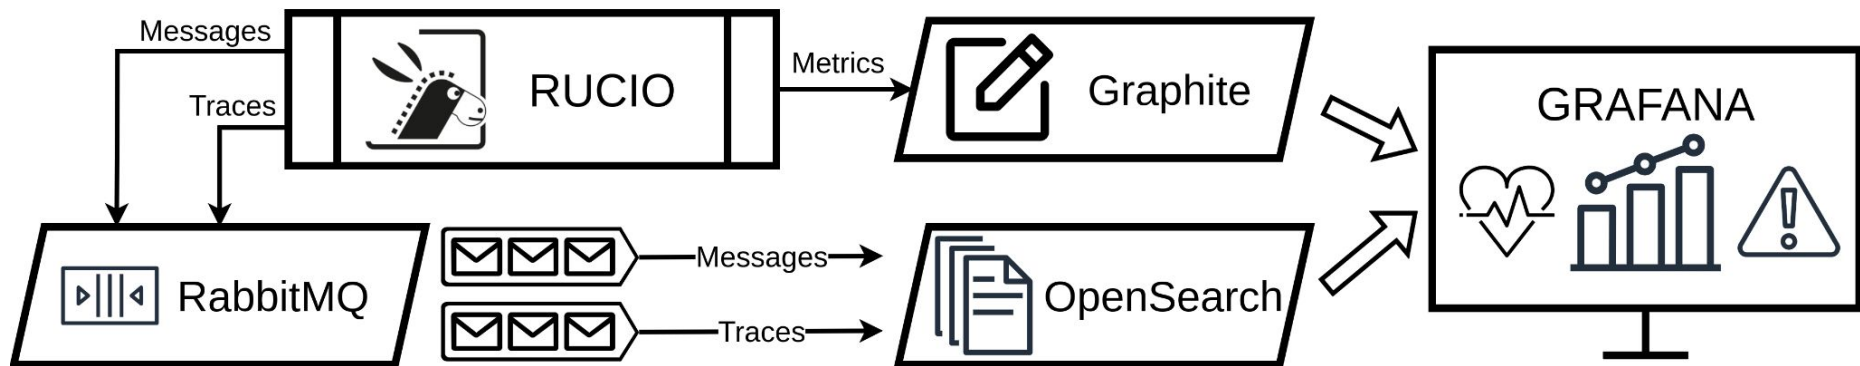 Messages
Traces
RUCIO
Metrics
Graphite
GRAFANA
RabbitMQ
Messages
Traces
OpenSearch